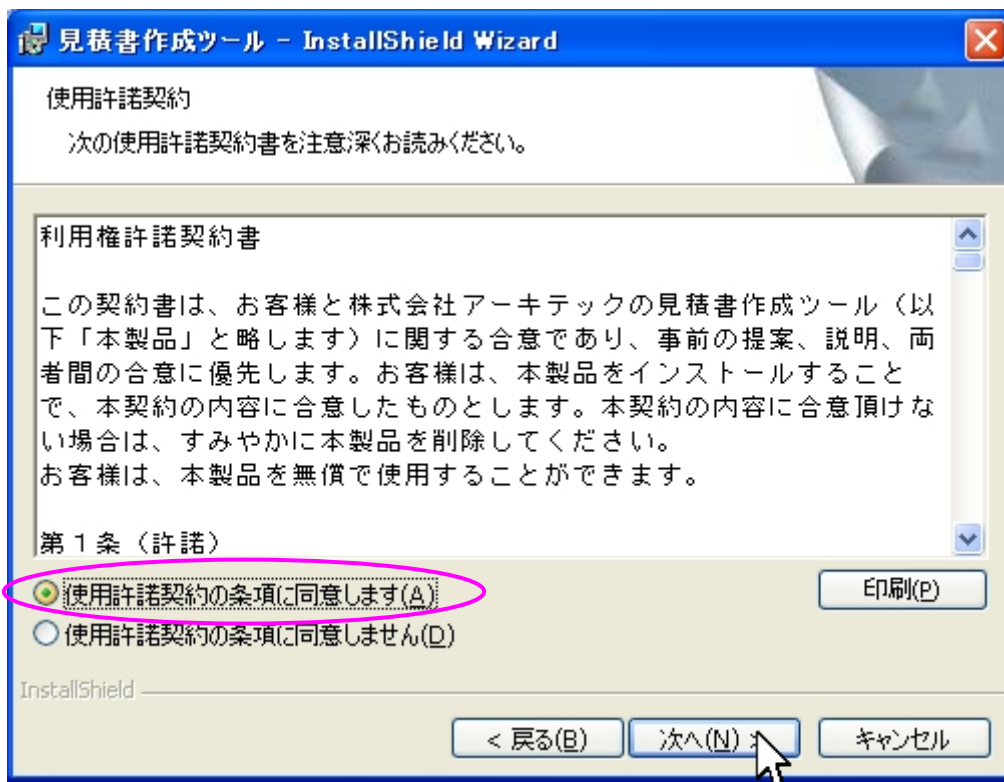 見積書作成ツール - InstallShield Wizard
使用許諾契約
次の使用許諾契約書を注意深くお読みください。
利用権許諾契約書
この契約書は、お客様と株式会社アーキテックの見積書作成ツール（以
下「本製品」と略します）に関する合意であり、事前の提案、説明、両
者間の合意に優先します。お客様は、本製品をインストールすること
で、本契約の内容に合意したものとします。本契約の内容に合意頂けな
い場合は、すみやかに本製品を削除してください。
お客様は、本製品を無償で使用することができます。
第１条（許諾）
使用許諾契約の条項に同意します(A)
印刷(P)
使用許諾契約の条項に同意しません(D)
InstallShield
< 戻る(B)
次へ(N) >
キャンセル